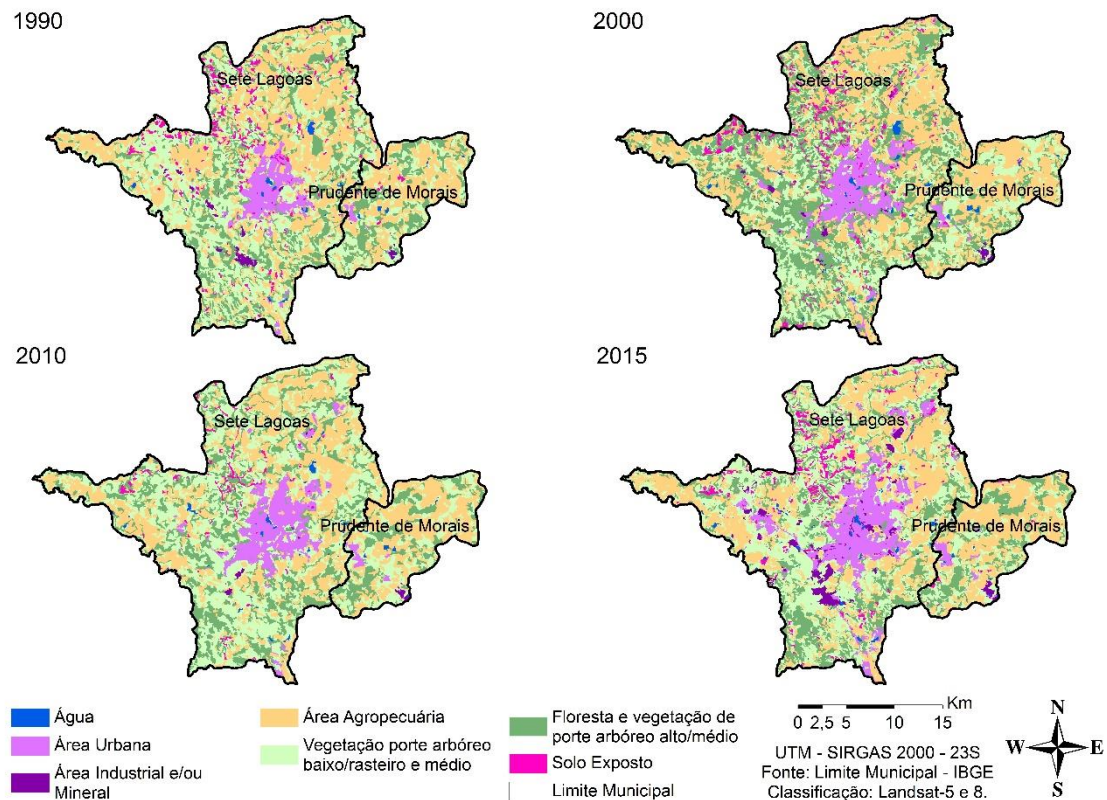 1990
2000
Sete Lagoas
Prudente de Morais
Sete Lagoas
Prudente de Morais
2010
2015
Sete Lagoas
Prudente de Morais
Sete Lagoas
Prudente de Morais
Água
Área Urbana
Área Industrial e/ou
Mineral
Área Agropecuária
Vegetação porte arbóreo
baixo/rasteiro e médio
Floresta e vegetação de
porte arbóreo alto/médio
Solo Exposto
Limite Municipal
Km
0 2,5 5 10 15
UTM - SIRGAS 2000 - 23S
Fonte: Limite Municipal - IBGE
Classificação: Landsat-5 e 8.
N
W E
S